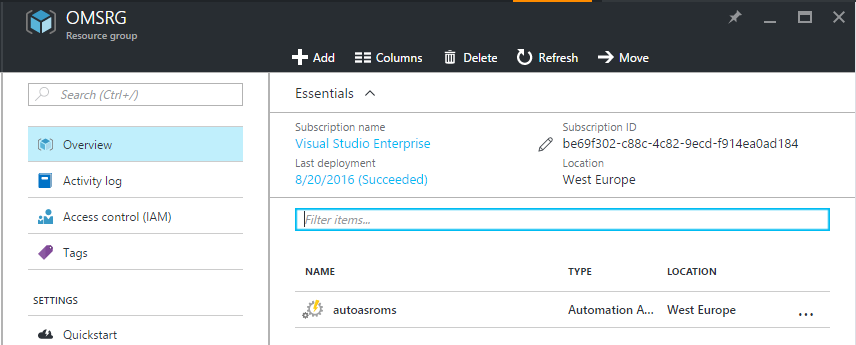 OMSRG
Resource group
Add Columns Delete Refresh Move
Search (Ctrl+/)
Overview
Activity log
Access control (IAM)
Tags
SETTINGS
Quickstart
Essentials
Subscription name
Visual Studio Enterprise
Last deployment
8/20/2016 (Succeeded)
Subscription ID
be69f302-c88c-4c82-9ecd-f914ea0ad184
Location
West Europe
Filter items...
NAME TYPE LOCATION
autoasroms Automation A... West Europe ...